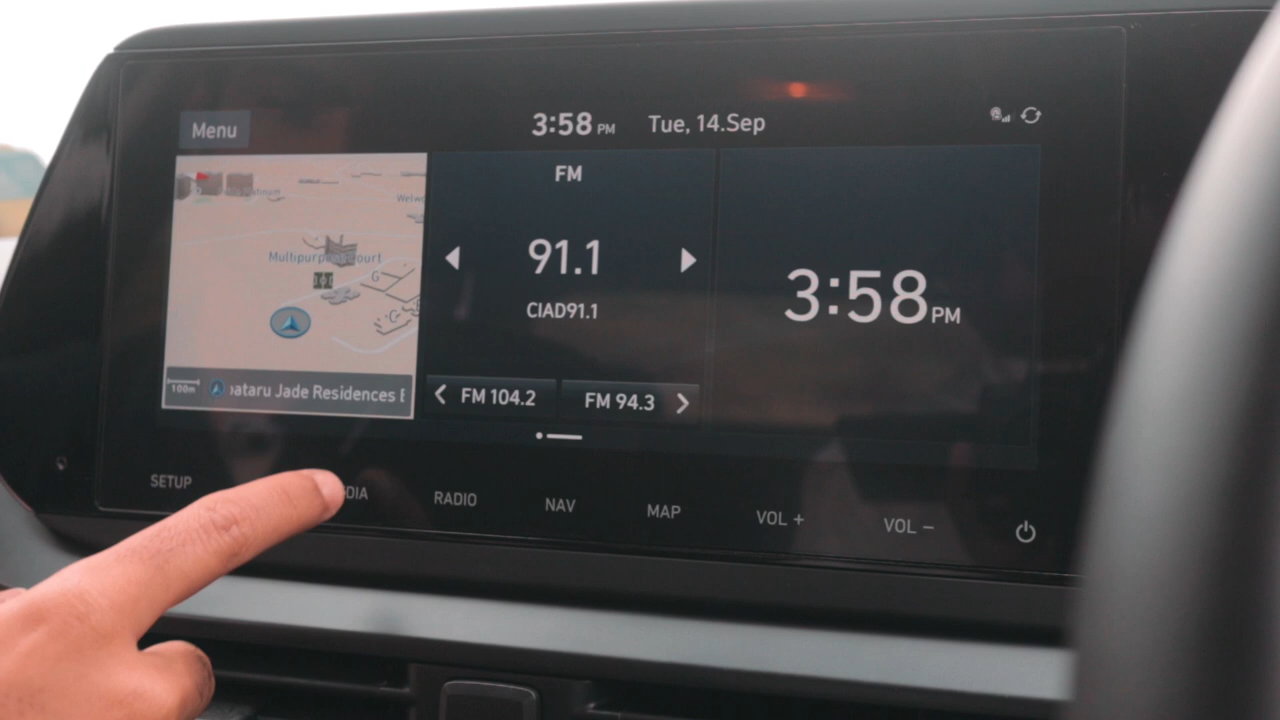 Menu
3:58 PM Tue, 14.Sep
Multipurpose Court
G
C
100m
ataru Jade Residences
FM
91.1
CIAD91.1
FM 104.2
FM 94.3
3:58 PM
SETUP
DIA
RADIO
NAV
MAP
VOL +
VOL −